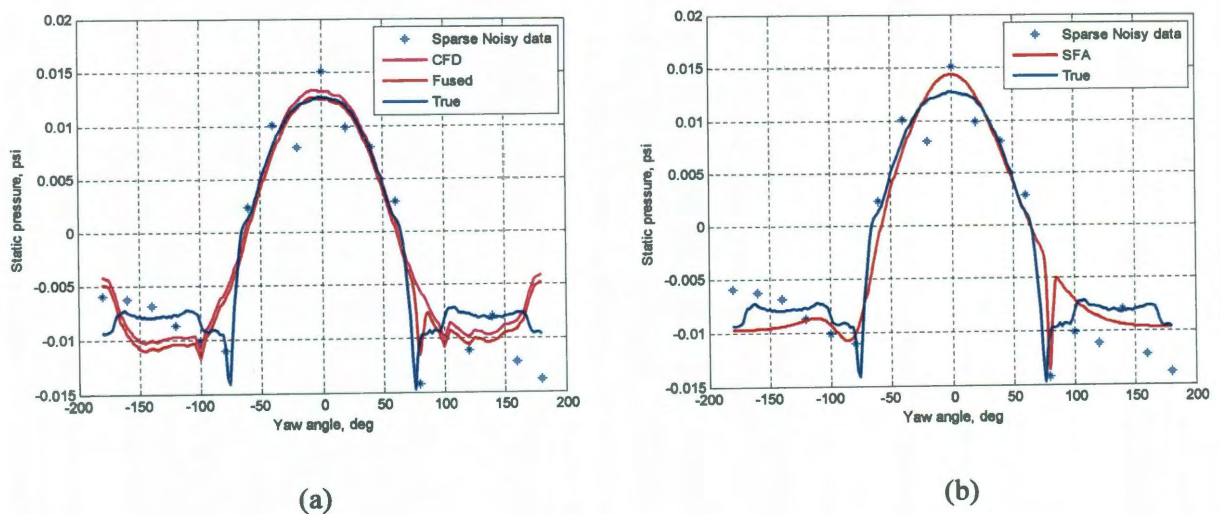 0.02
0.015
0.01
0.005
0
-0.005
-0.01
-0.015
Static pressure, psi
-200 -150 -100 -50 0 50 100 150 200
Yaw angle, deg
Sparse Noisy data
CFD
Fused
True
(a)
0.02
0.015
0.01
0.005
0
-0.005
-0.01
-0.015
Static pressure, psi
-200 -150 -100 -50 0 50 100 150 200
Yaw angle, deg
Sparse Noisy data
SFA
True
(b)